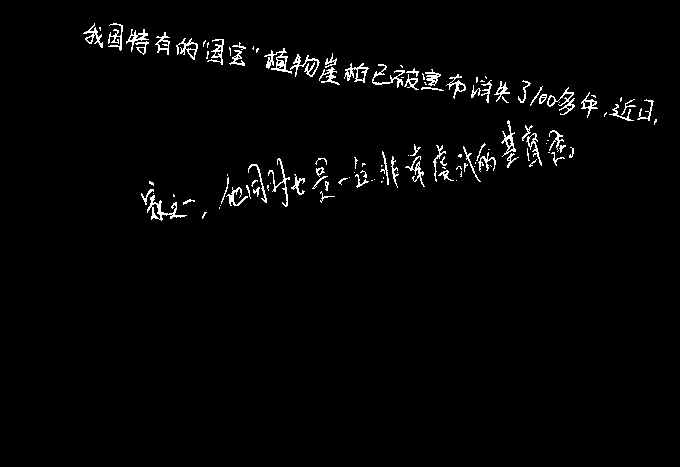 我国特有的“国宝”植物崖柏已被宣布消失了100多年,近日,
家之一,他同时也是一位非常虔诚的基督徒。